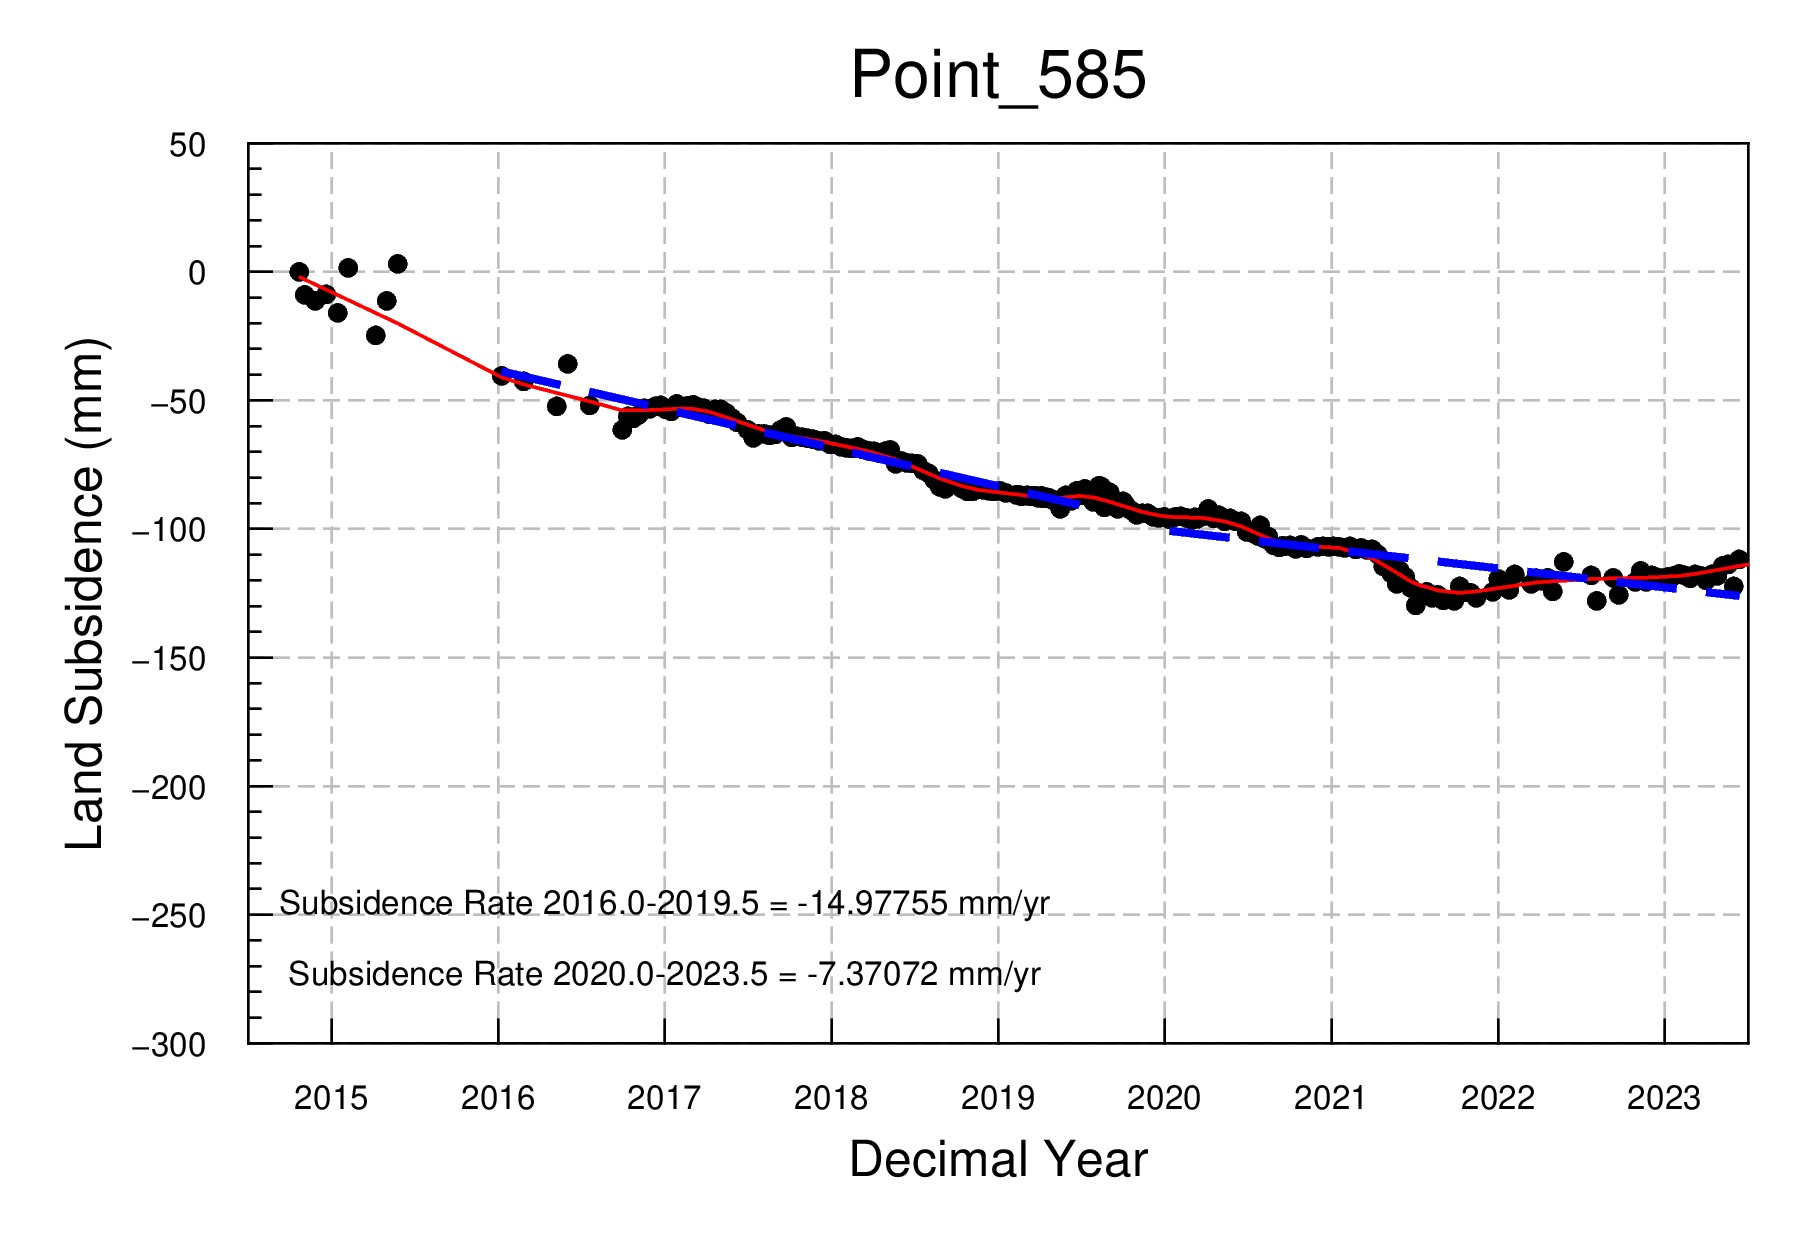 Point_585
50
0
−50
−100
−150
−200
−250
−300
Land Subsidence (mm)
Subsidence Rate 2016.0-2019.5 = -14.97755 mm/yr
Subsidence Rate 2020.0-2023.5 = -7.37072 mm/yr
2015 2016 2017 2018 2019 2020 2021 2022 2023
Decimal Year